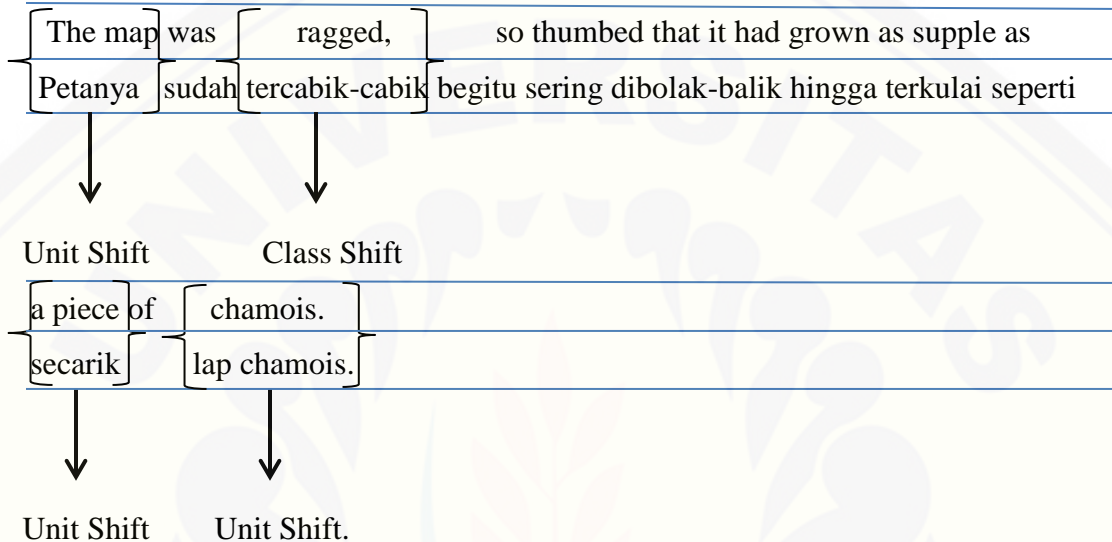 The map was ragged, so thumbed that it had grown as supple as
Petanya sudah tercabik-cabik begitu sering dibolak-balik hingga terkulai seperti
Unit Shift Class Shift
a piece of chamois.
secarik lap chamois.
Unit Shift Unit Shift.
UNIVERSITAS